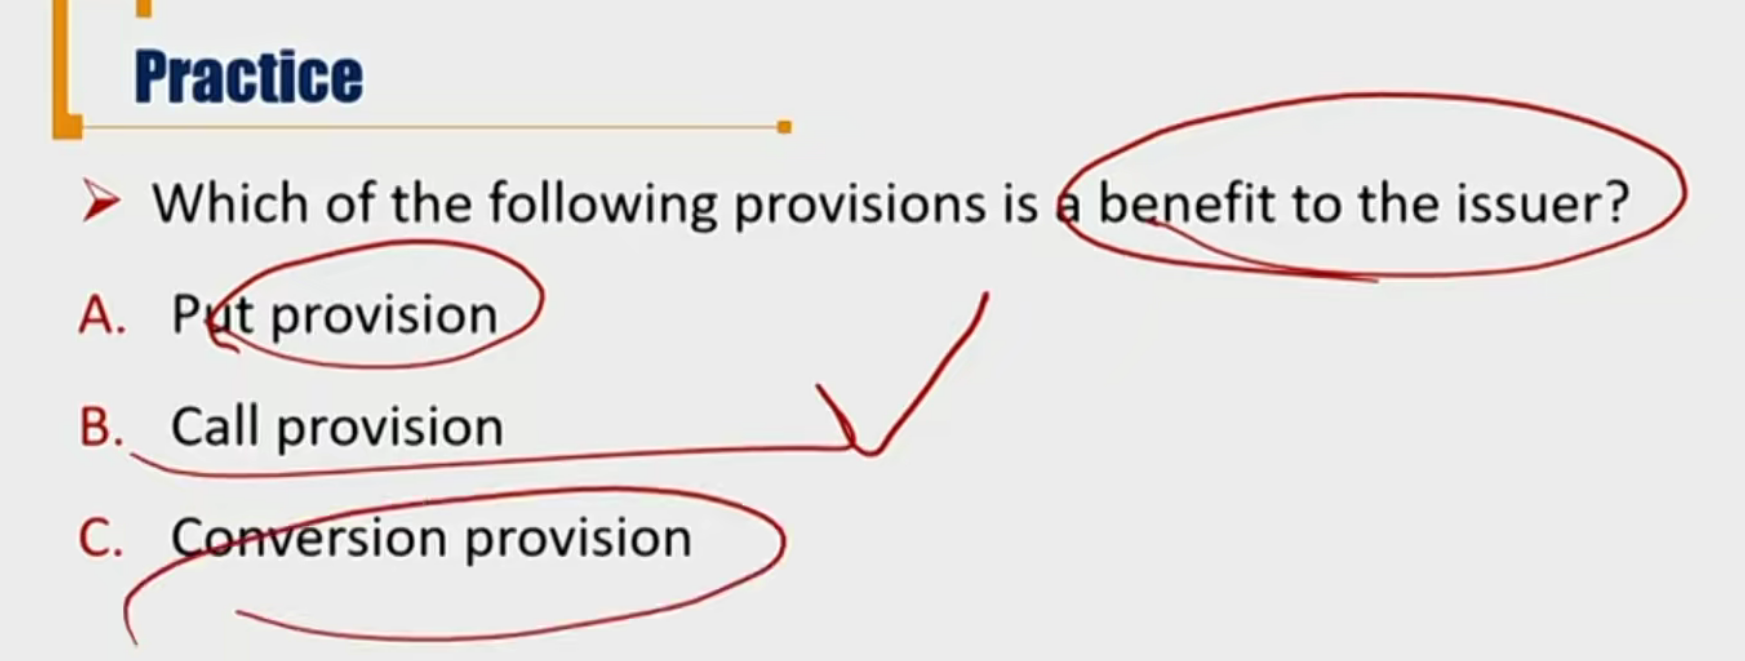 Practice
Which of the following provisions is a benefit to the issuer?
A. Put provision
B. Call provision
C. Conversion provision